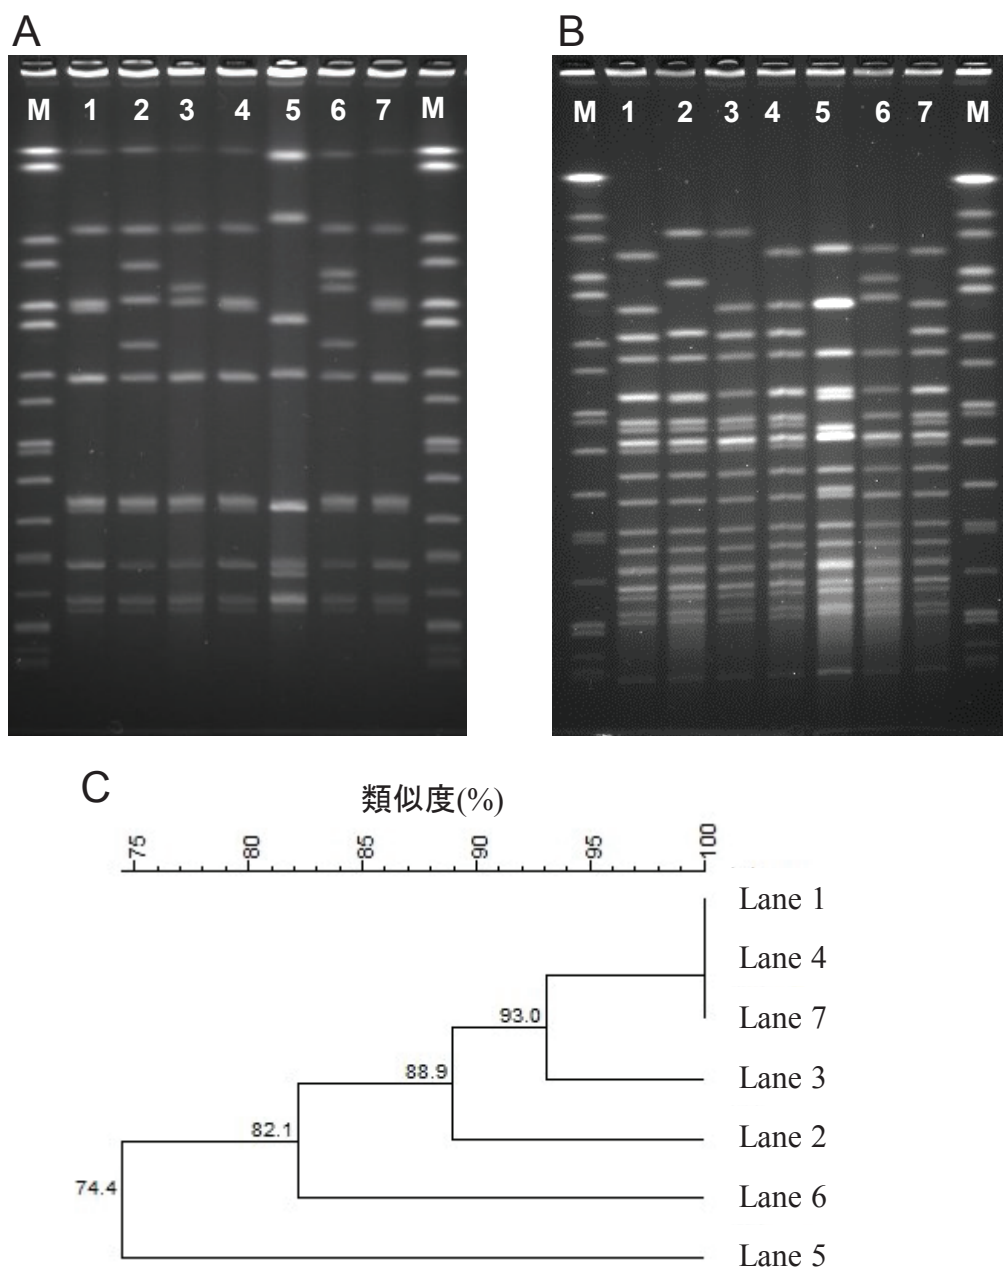 A
M 1 2 3 4 5 6 7 M
B
M 1 2 3 4 5 6 7 M
C
類似度(%)
75 80 85 90 95 100
Lane 1
Lane 4
93.0
Lane 7
88.9
Lane 3
82.1
Lane 2
74.4
Lane 6
Lane 5